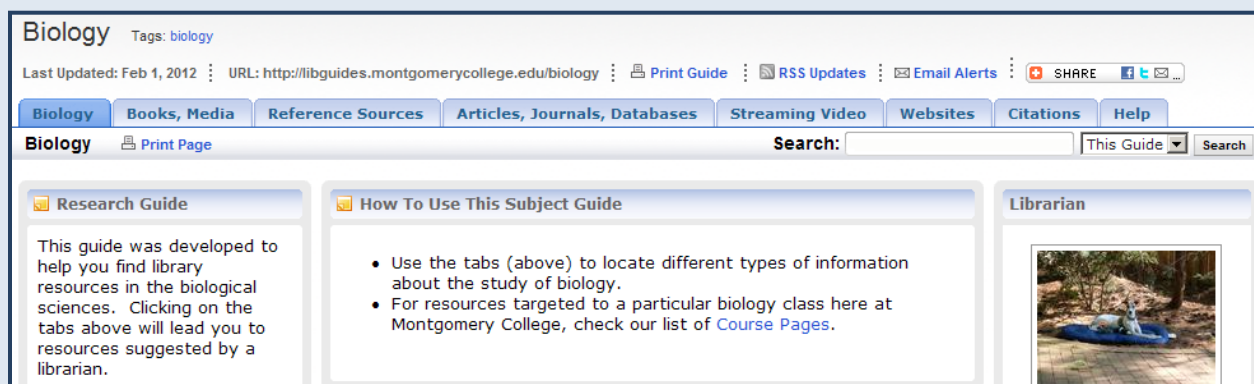 Biology Tags: biology
Last Updated: Feb 1, 2012 URL: http://libguides.montgomerycollege.edu/biology Print Guide RSS Updates Email Alerts SHARE ...
Biology Books, Media Reference Sources Articles, Journals, Databases Streaming Video Websites Citations Help
Biology Print Page Search: This Guide Search
Research Guide
This guide was developed to
help you find library
resources in the biological
sciences. Clicking on the
tabs above will lead you to
resources suggested by a
librarian.
How To Use This Subject Guide
• Use the tabs (above) to locate different types of information
about the study of biology.
• For resources targeted to a particular biology class here at
Montgomery College, check our list of Course Pages.
Librarian